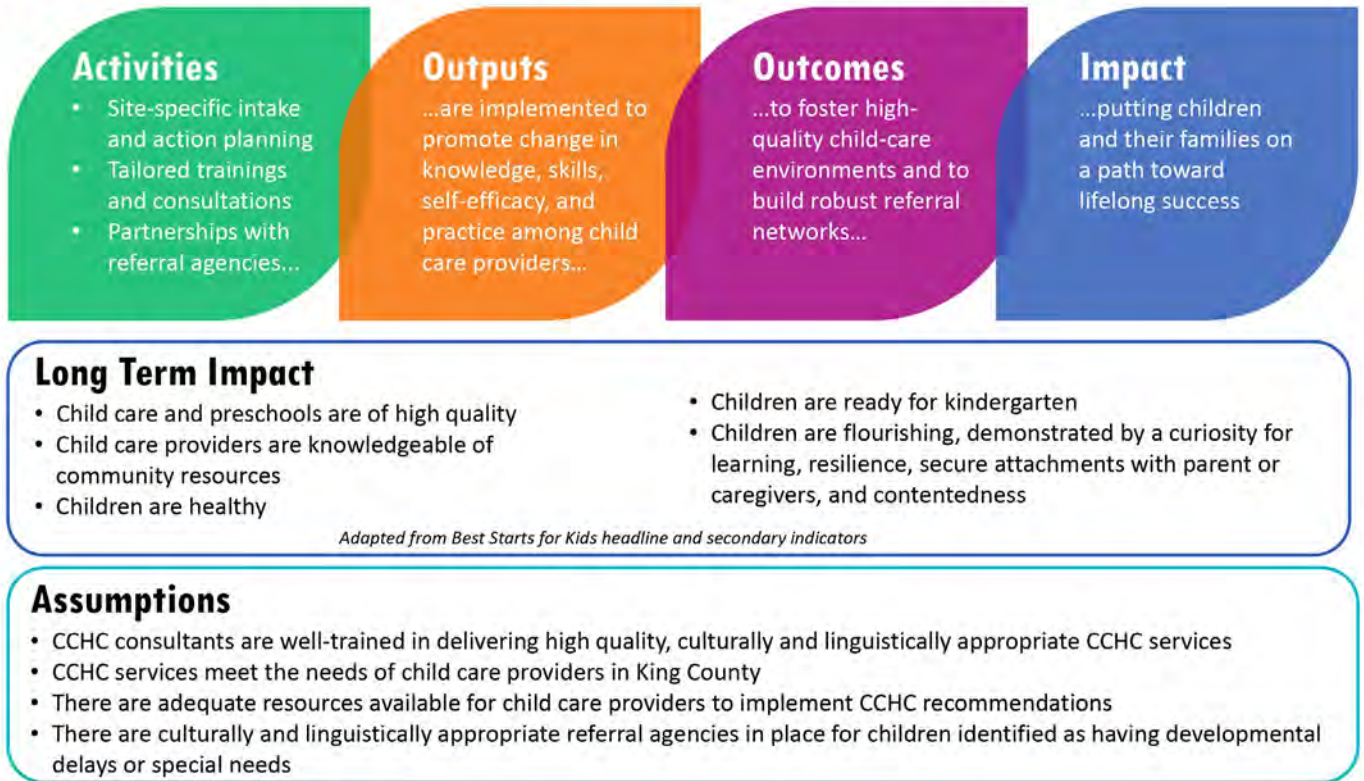 Activities
• Site-specific intake
and action planning
• Tailored trainings
and consultations
• Partnerships with
referral agencies...
Outputs
...are implemented to
promote change in
knowledge, skills,
self-efficacy, and
practice among child
care providers...
Outcomes
...to foster high-
quality child-care
environments and to
build robust referral
networks...
Impact
...putting children
and their families on
a path toward
lifelong success
Long Term Impact
• Child care and preschools are of high quality
• Child care providers are knowledgeable of
community resources
• Children are healthy
• Children are ready for kindergarten
• Children are flourishing, demonstrated by a curiosity for
learning, resilience, secure attachments with parent or
caregivers, and contentedness
Adapted from Best Starts for Kids headline and secondary indicators
Assumptions
• CCHC consultants are well-trained in delivering high quality, culturally and linguistically appropriate CCHC services
• CCHC services meet the needs of child care providers in King County
• There are adequate resources available for child care providers to implement CCHC recommendations
• There are culturally and linguistically appropriate referral agencies in place for children identified as having developmental
delays or special needs